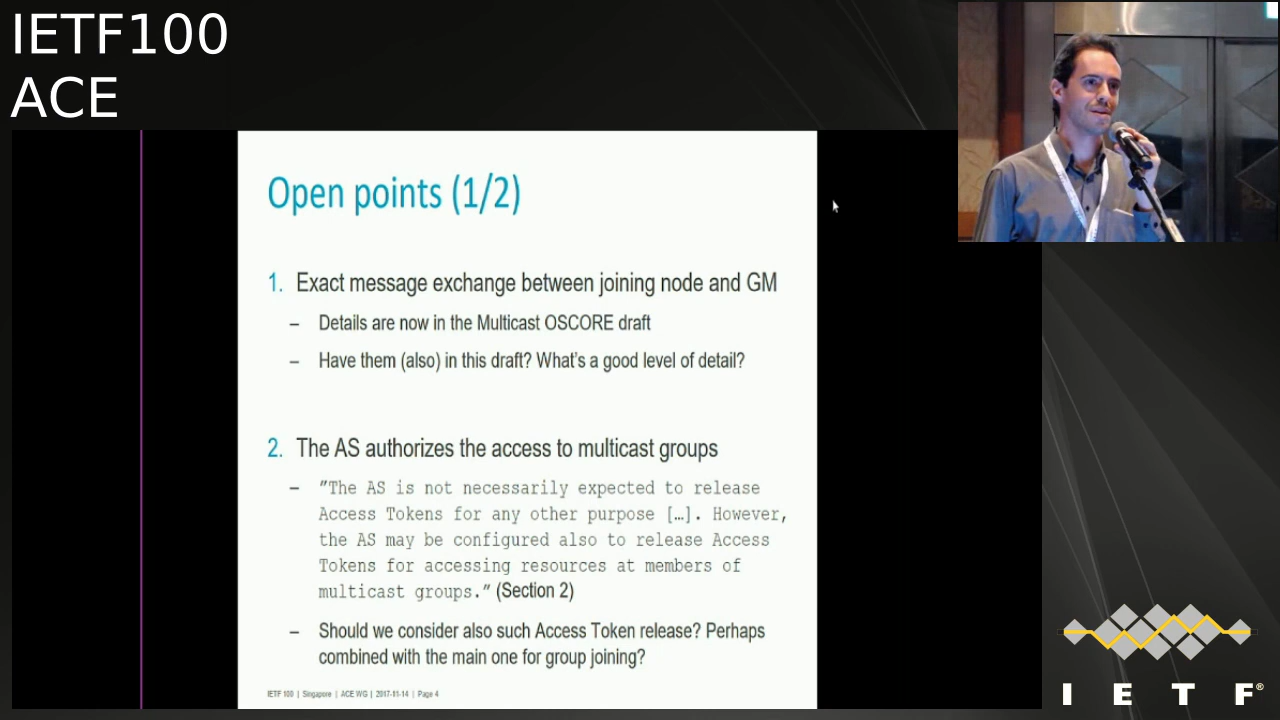 IETF100
ACE
Open points (1/2)
1. Exact message exchange between joining node and GM
– Details are now in the Multicast OSCORE draft
– Have them (also) in this draft? What's a good level of detail?
2. The AS authorizes the access to multicast groups
– "The AS is not necessarily expected to release
Access Tokens for any other purpose […]. However,
the AS may be configured also to release Access
Tokens for accessing resources at members of
multicast groups." (Section 2)
– Should we consider also such Access Token release? Perhaps
combined with the main one for group joining?
IETF 100 | Singapore | ACE WG | 2017-11-14 | Page 4
I E T F®